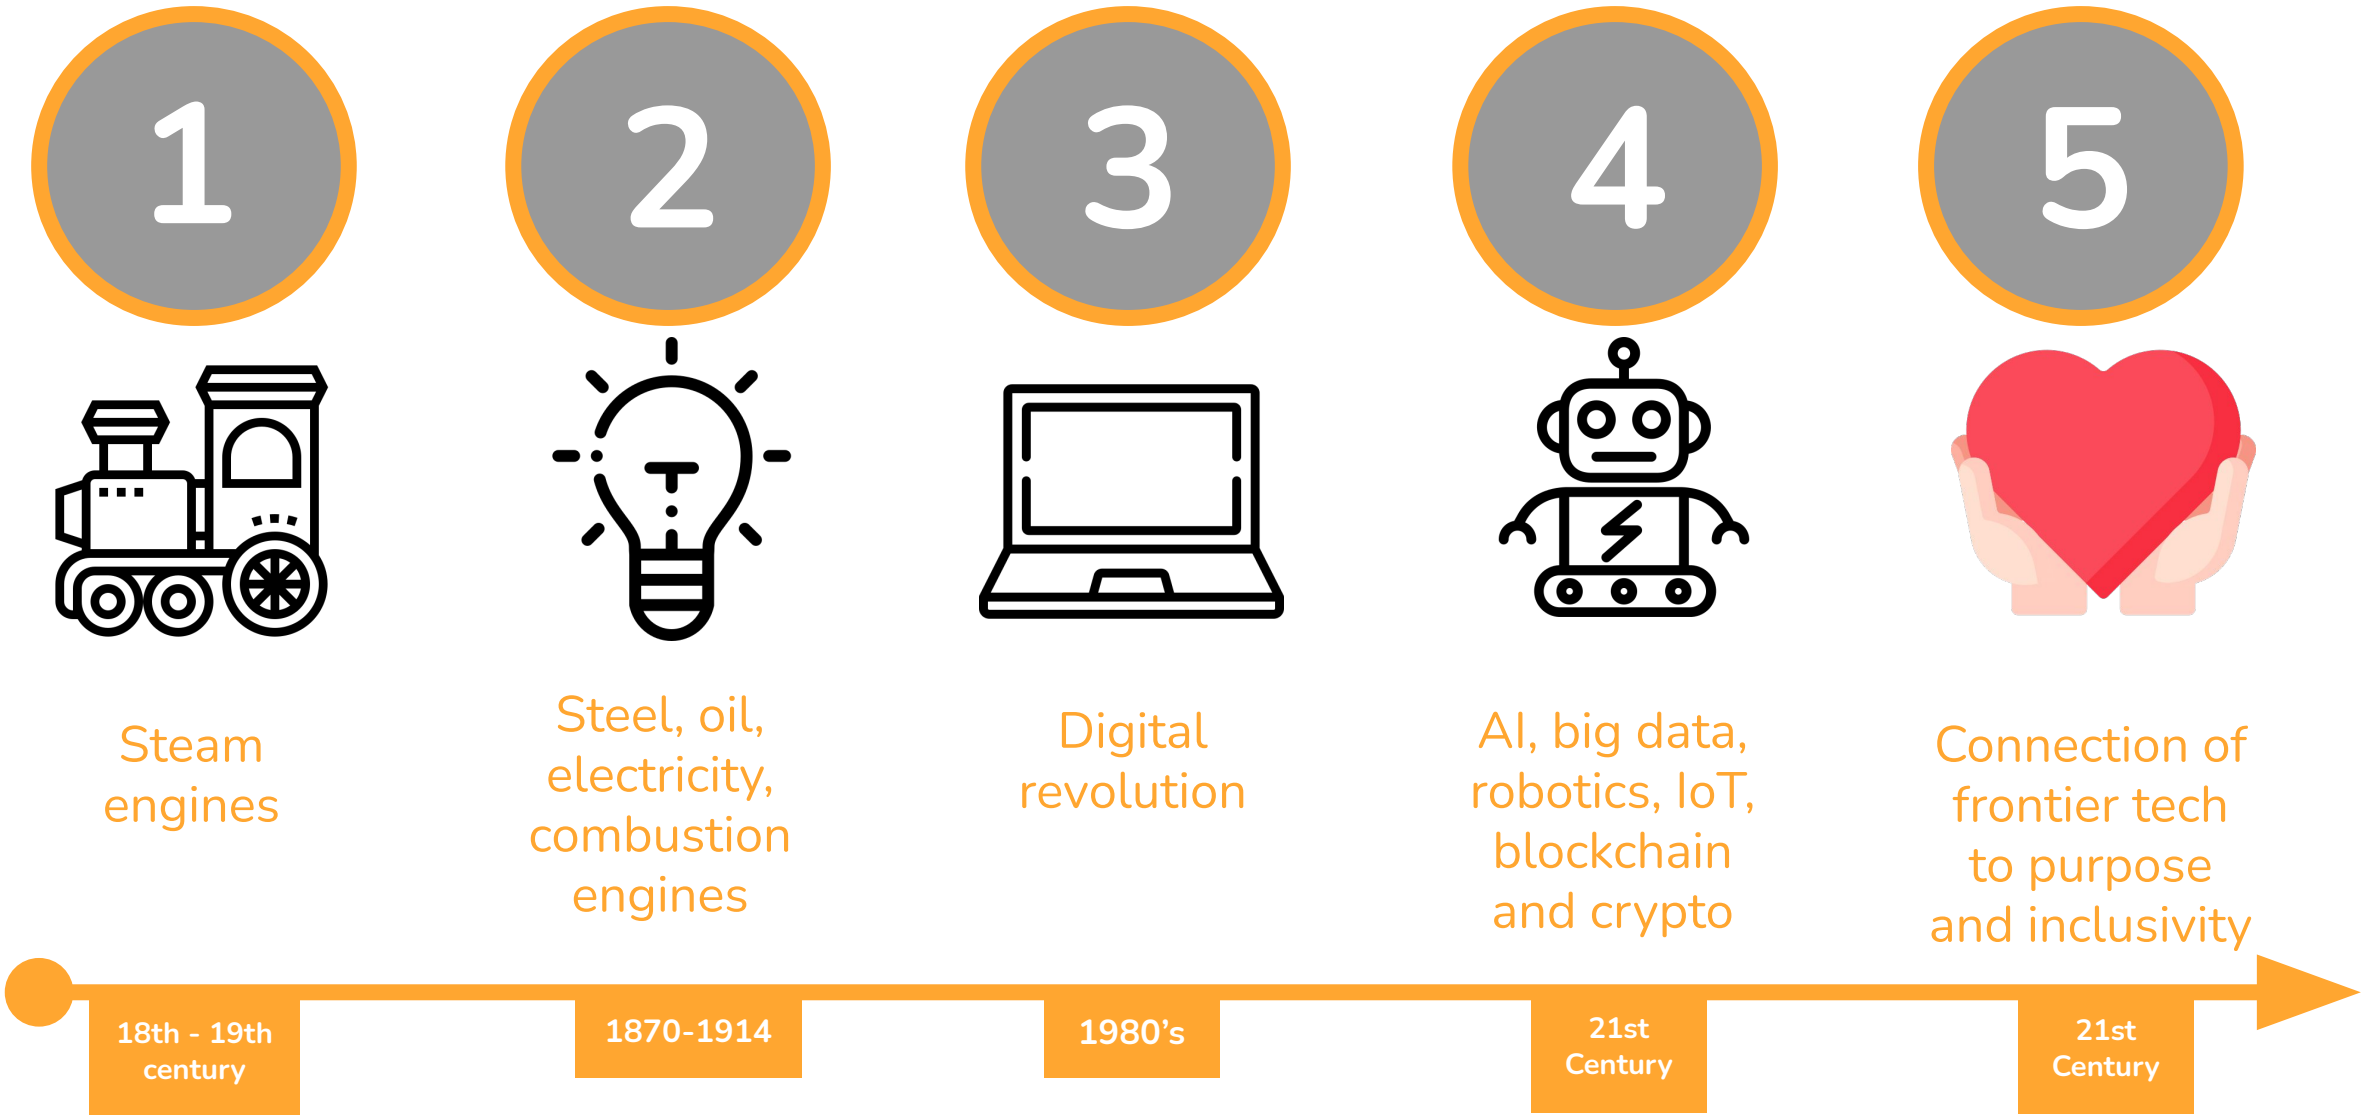 1
2
3
4
5
Steam
engines
Steel, oil,
electricity,
combustion
engines
Digital
revolution
AI, big data,
robotics, IoT,
blockchain
and crypto
Connection of
frontier tech
to purpose
and inclusivity
18th - 19th
century
1870-1914
1980’s
21st
Century
21st
Century